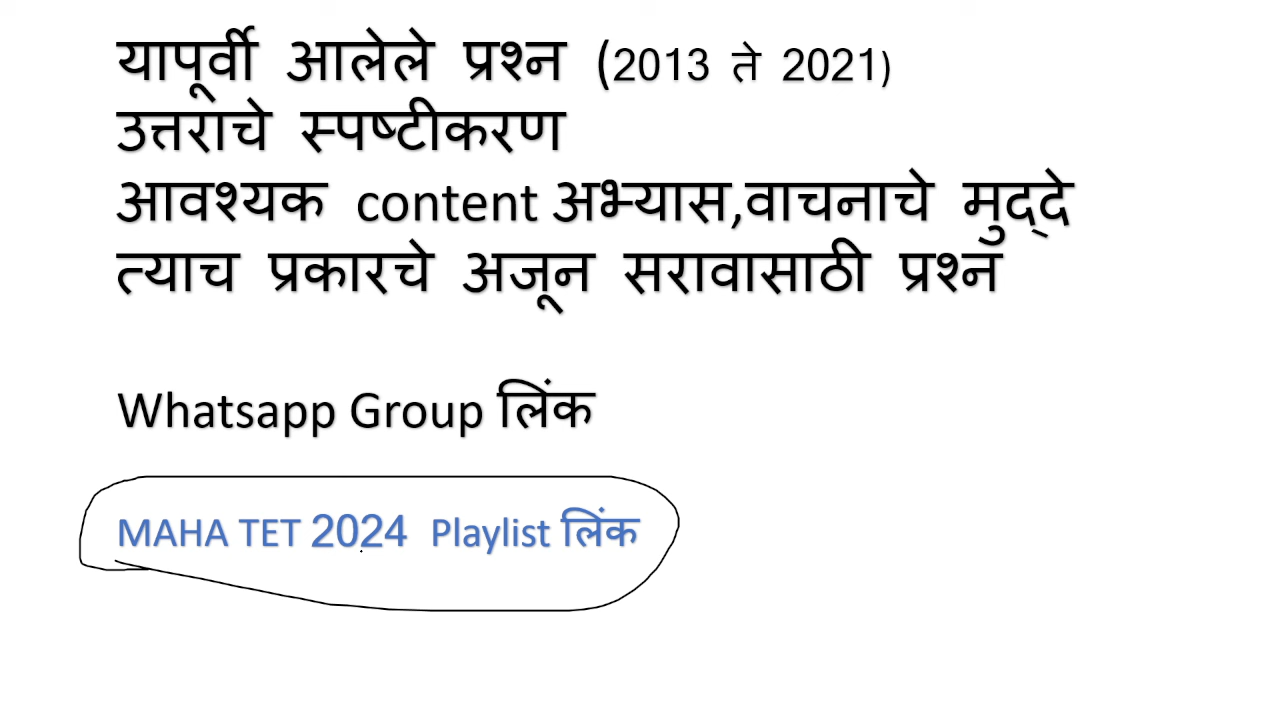 यापूर्वी आलेले प्रश्न (2013 ते 2021)
उत्तराचे स्पष्टीकरण
आवश्यक content अभ्यास,वाचनाचे मुद्दे
त्याच प्रकारचे अजून सरावासाठी प्रश्न
Whatsapp Group लिंक
MAHA TET 2024 Playlist लिंक